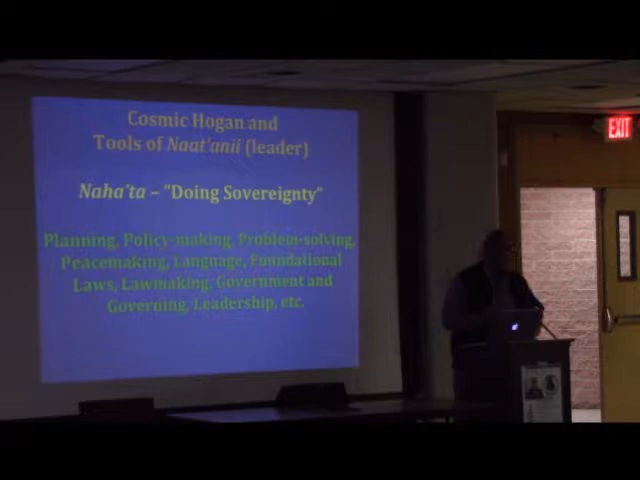 Cosmic Hogan and
Tools of Naat'anii (leader)
Naha'ta – "Doing Sovereignty"
Planning, Policy-making, Problem-solving,
Peacemaking, Language, Foundational
Laws, Lawmaking, Government and
Governing, Leadership, etc.
EXIT